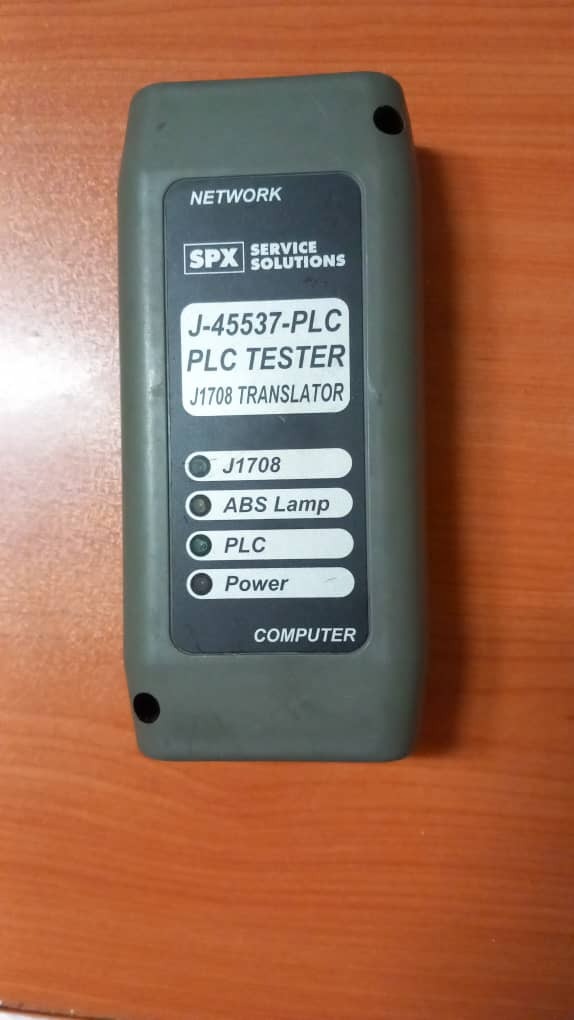 NETWORK
SPX SERVICE
SOLUTIONS
J-45537-PLC
PLC TESTER
J1708 TRANSLATOR
J1708
ABS Lamp
PLC
Power
COMPUTER